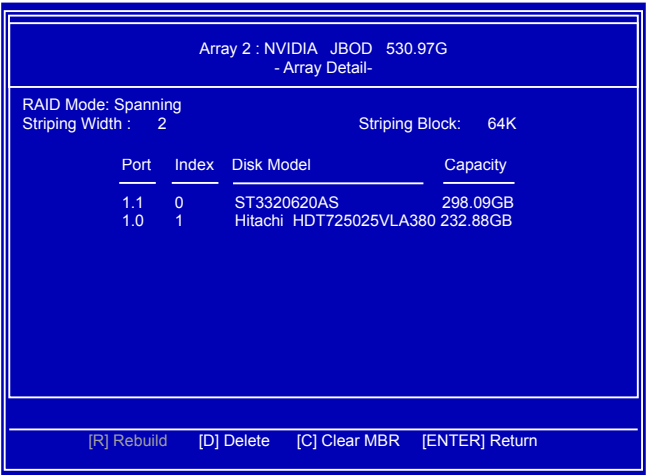 Array 2 : NVIDIA JBOD 530.97G
- Array Detail-
RAID Mode: Spanning
Striping Width : 2 Striping Block: 64K
Port Index Disk Model Capacity
1.1 0 ST3320620AS 298.09GB
1.0 1 Hitachi HDT725025VLA380 232.88GB
[R] Rebuild [D] Delete [C] Clear MBR [ENTER] Return